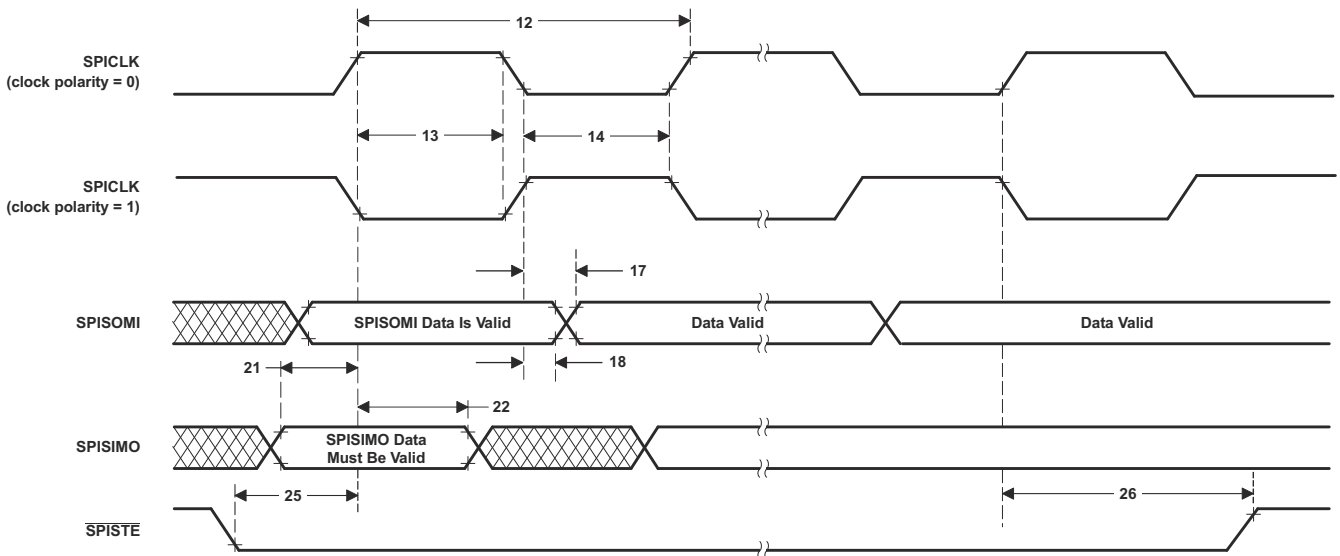 12
SPICLK
(clock polarity = 0)
13
14
SPICLK
(clock polarity = 1)
17
SPISOMI
SPISOMI Data Is Valid
Data Valid
Data Valid
18
21
22
SPISIMO
SPISIMO Data
Must Be Valid
25
26
SPISTE